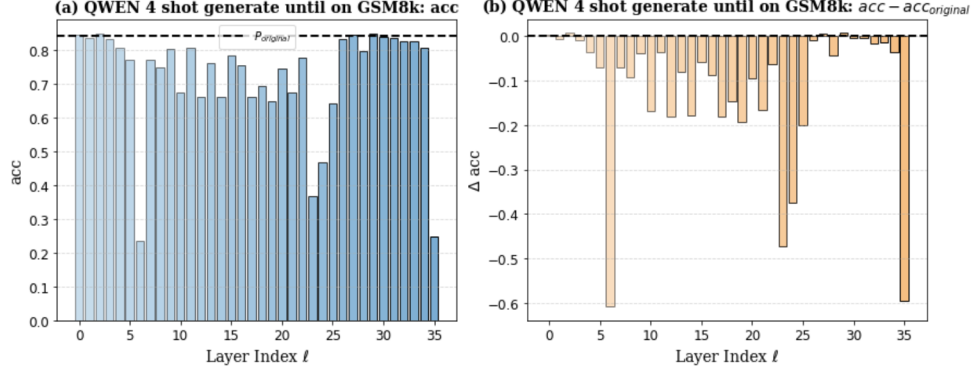 (a) QWEN 4 shot generate until on GSM8k: acc
P_original
acc
0.8
0.7
0.6
0.5
0.4
0.3
0.2
0.1
0.0
0 5 10 15 20 25 30 35
Layer Index ℓ
(b) QWEN 4 shot generate until on GSM8k: acc − acc_original
Δ acc
0.0
−0.1
−0.2
−0.3
−0.4
−0.5
−0.6
0 5 10 15 20 25 30 35
Layer Index ℓ